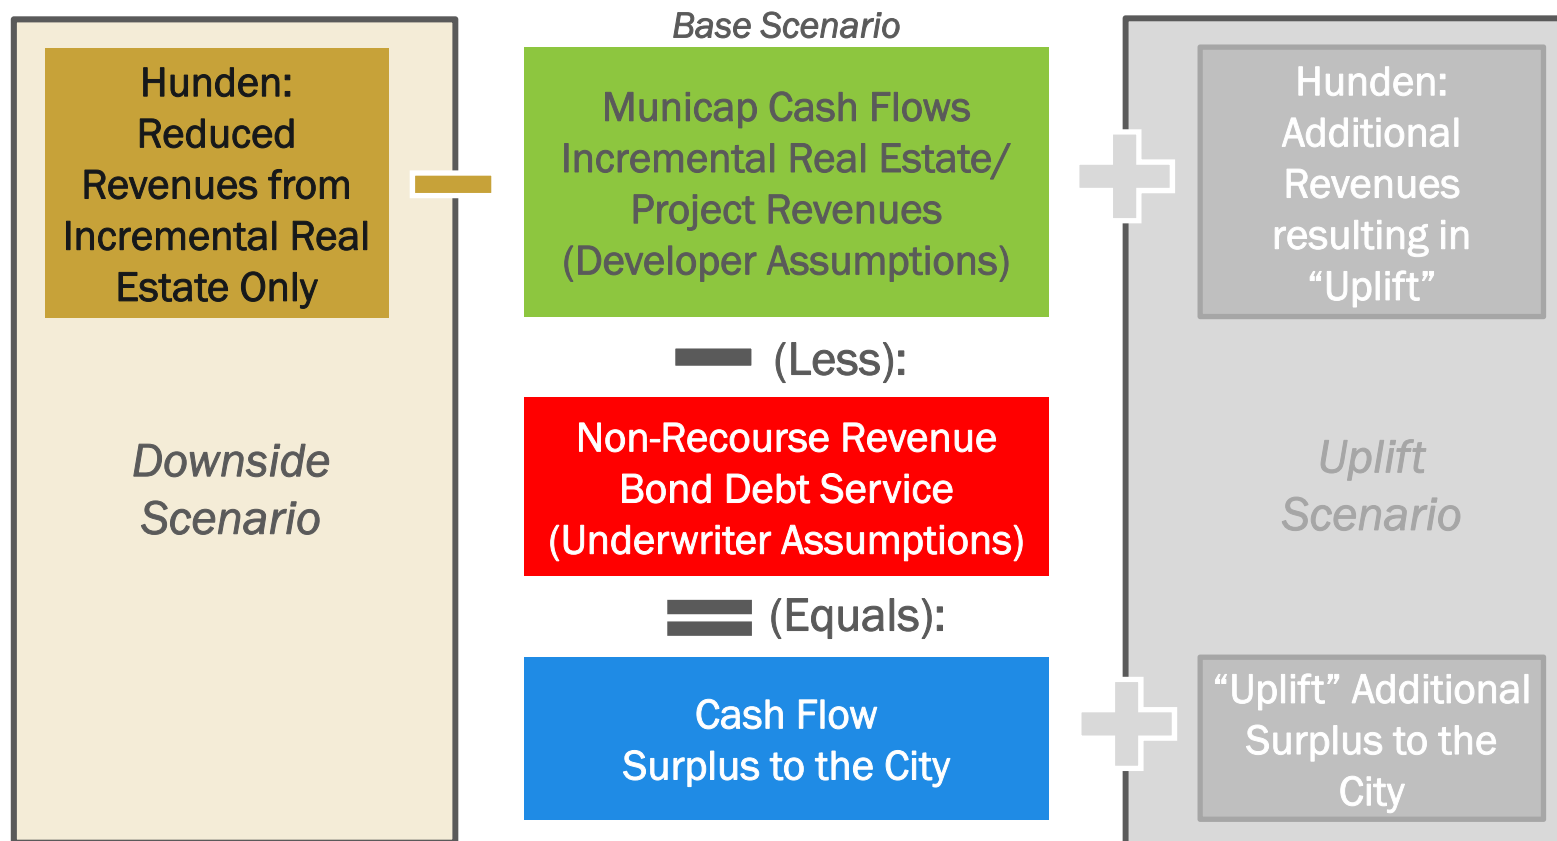 Base Scenario
Hunden:
Reduced
Revenues from
Incremental Real
Estate Only
Downside
Scenario
Municap Cash Flows
Incremental Real Estate/
Project Revenues
(Developer Assumptions)
(Less):
Non-Recourse Revenue
Bond Debt Service
(Underwriter Assumptions)
(Equals):
Cash Flow
Surplus to the City
Hunden:
Additional
Revenues
resulting in
“Uplift”
Uplift
Scenario
“Uplift” Additional
Surplus to the
City